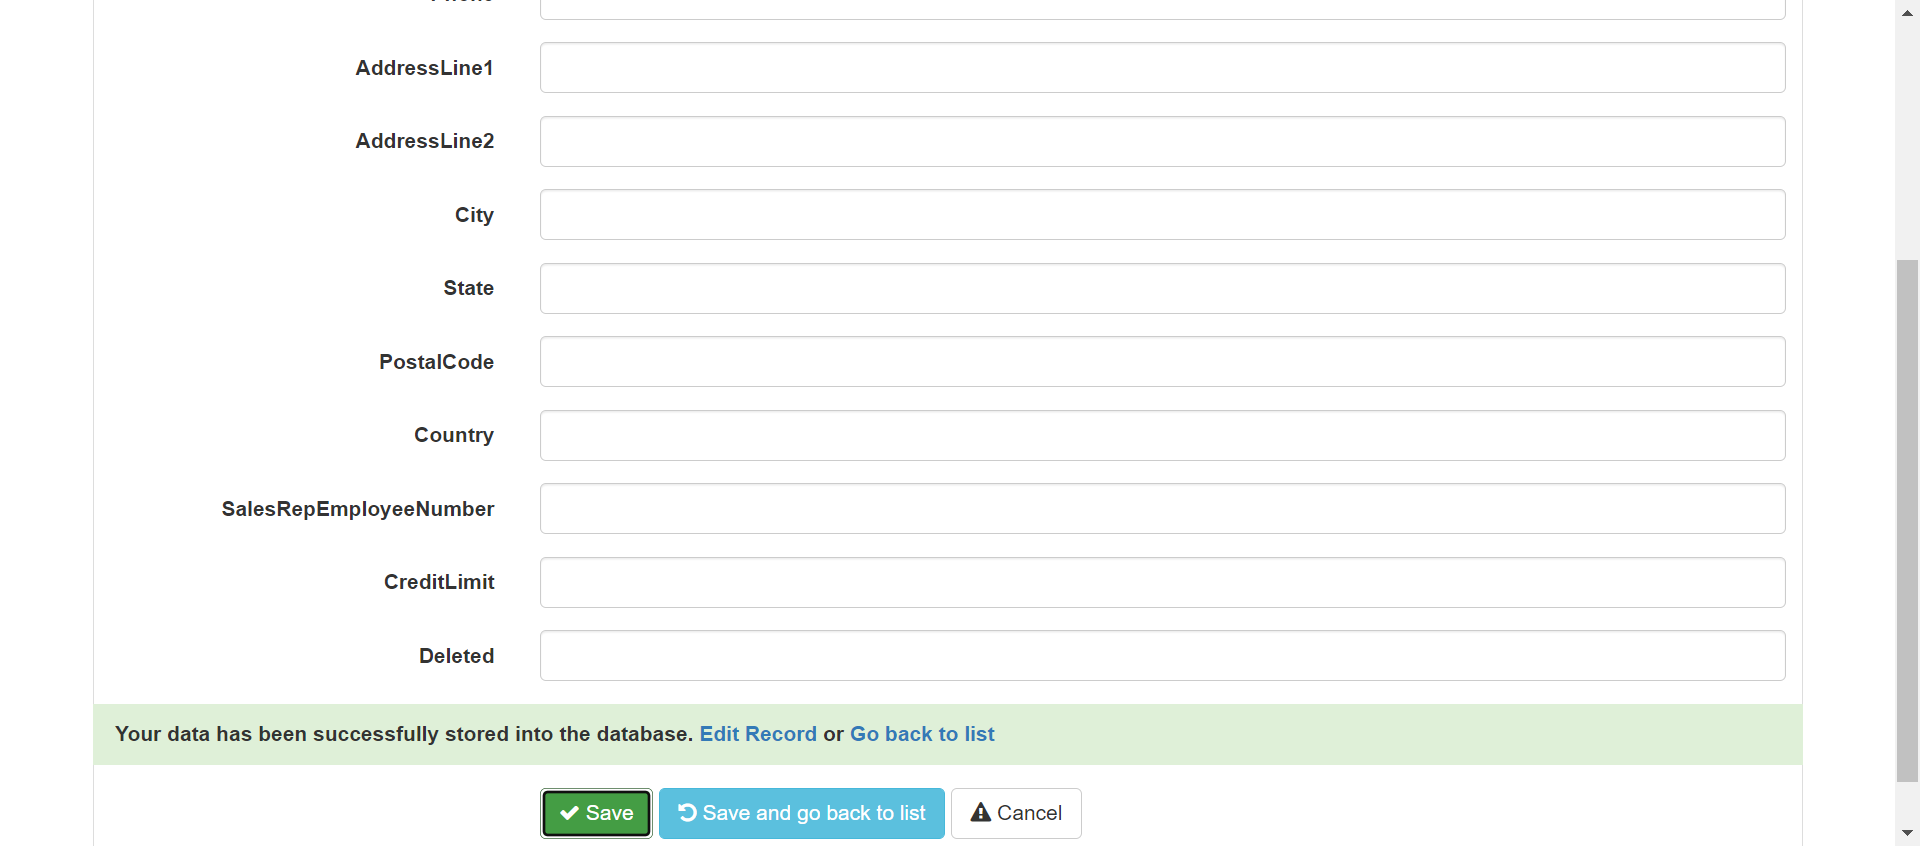 AddressLine1
AddressLine2
City
State
PostalCode
Country
SalesRepEmployeeNumber
CreditLimit
Deleted
Your data has been successfully stored into the database. Edit Record or Go back to list
Save Save and go back to list Cancel